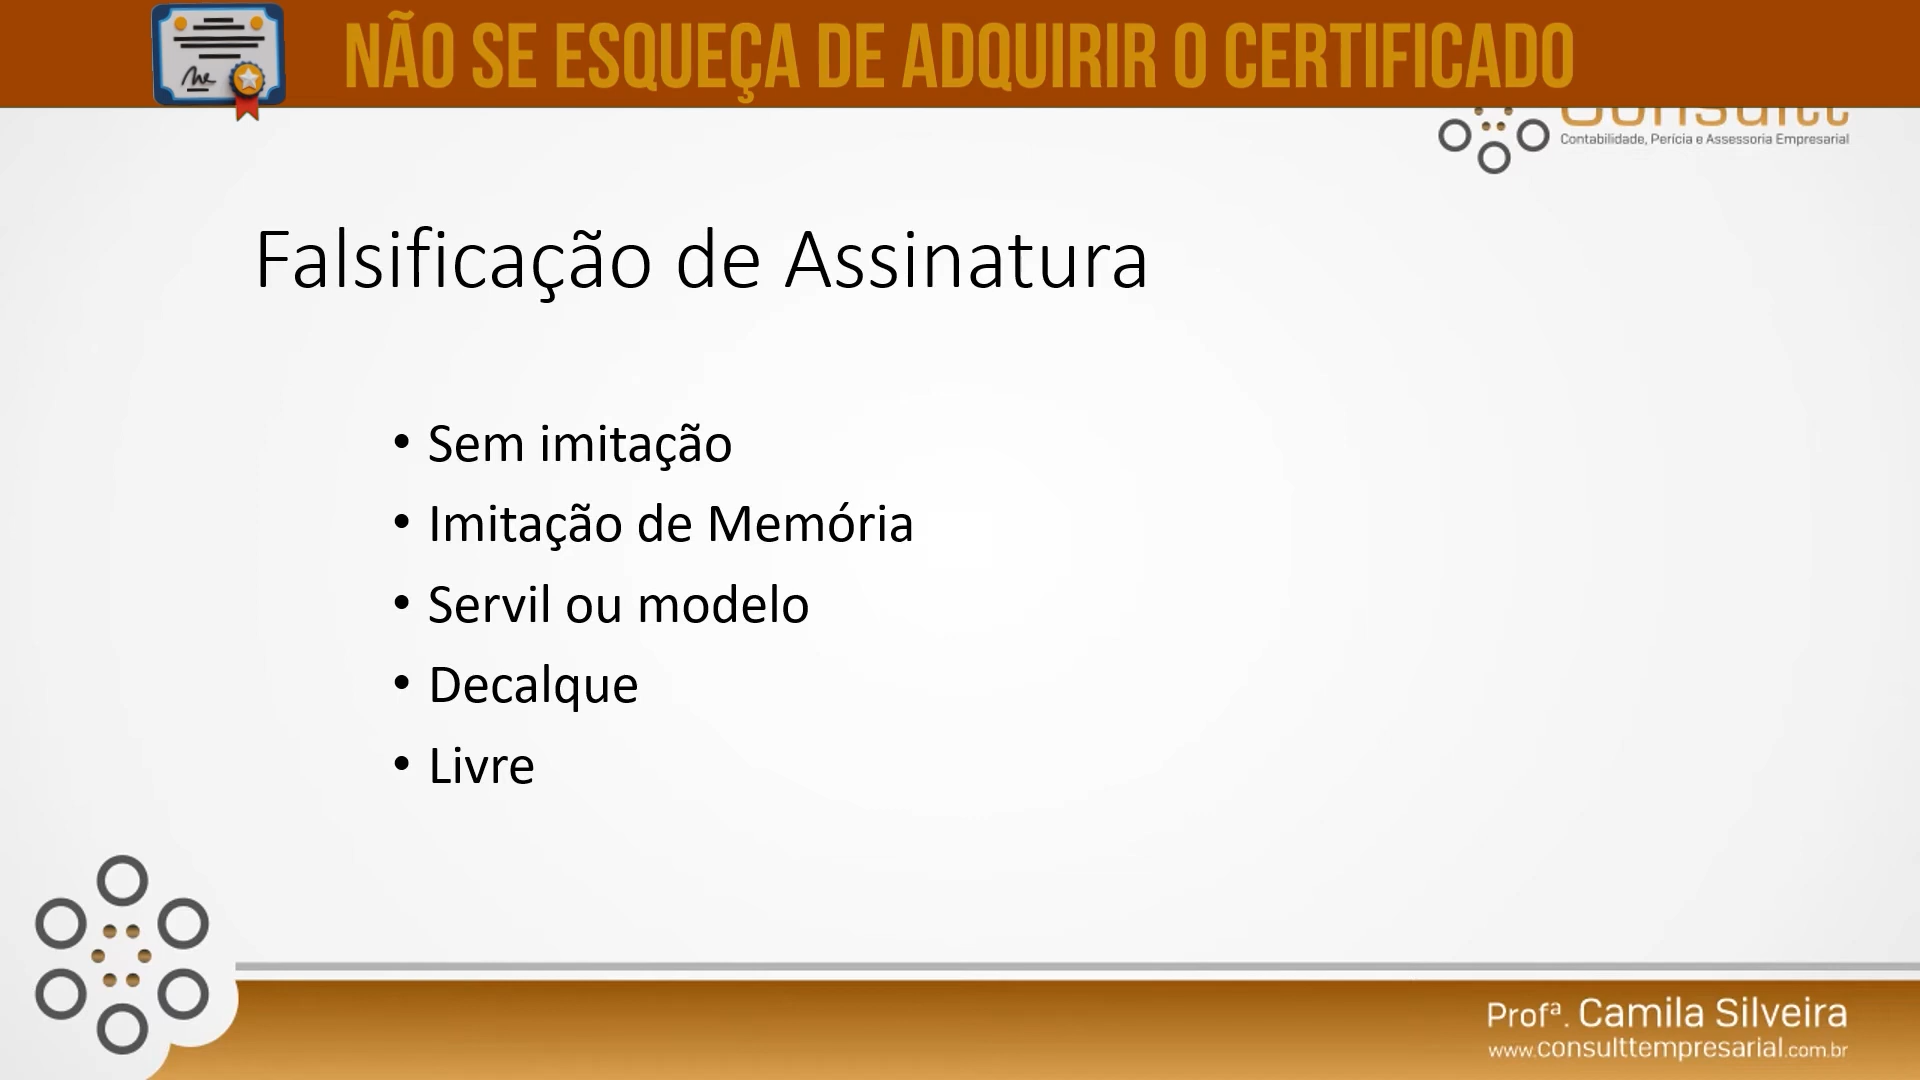 NÃO SE ESQUEÇA DE ADQUIRIR O CERTIFICADO
Contabilidade, Perícia e Assessoria Empresarial
Falsificação de Assinatura
• Sem imitação
• Imitação de Memória
• Servil ou modelo
• Decalque
• Livre
Profª. Camila Silveira
www.consulttempresarial.com.br